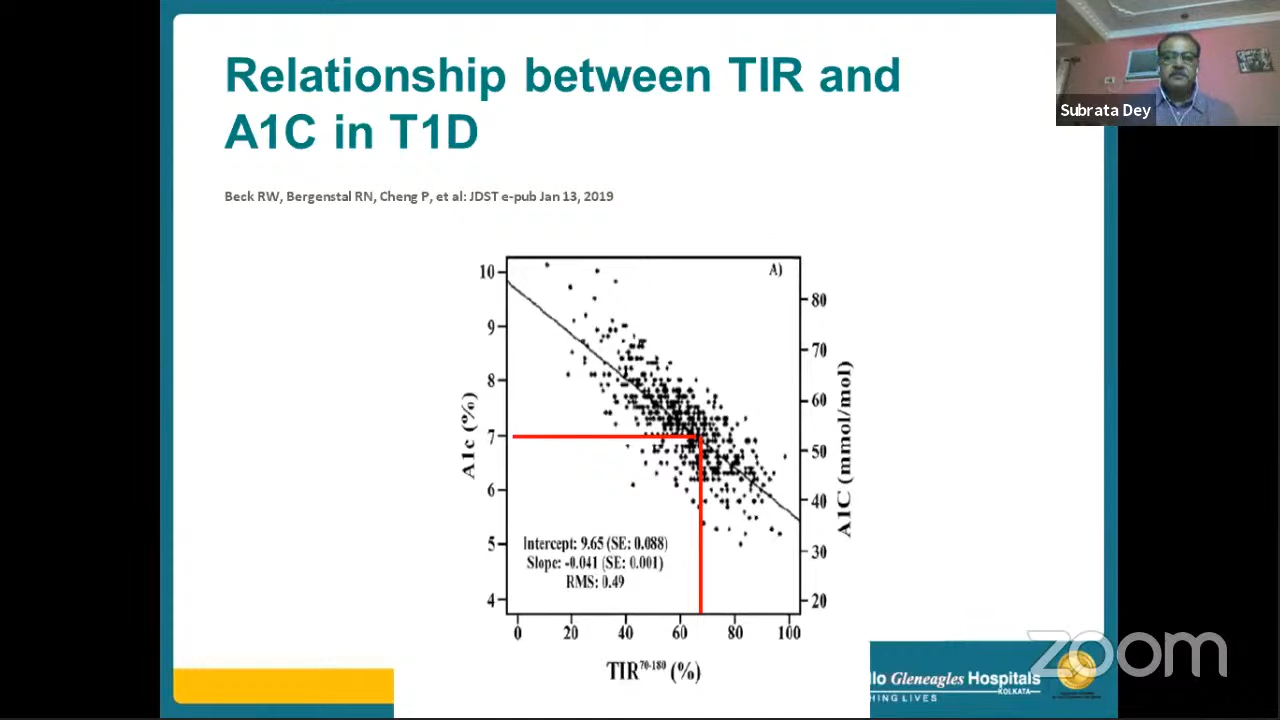 Relationship between TIR and
A1C in T1D
Subrata Dey
Beck RW, Bergenstal RN, Cheng P, et al: JDST e-pub Jan 13, 2019
A)
10
9
8
7
6
5
4
A1c (%)
80
70
60
50
40
30
20
A1C (mmol/mol)
Intercept: 9.65 (SE: 0.088)
Slope: -0.041 (SE: 0.001)
RMS: 0.49
0 20 40 60 80 100
TIR70-180 (%)
zoom
llo Gleneagles Hospitals
KOLKATA
HING LIVES